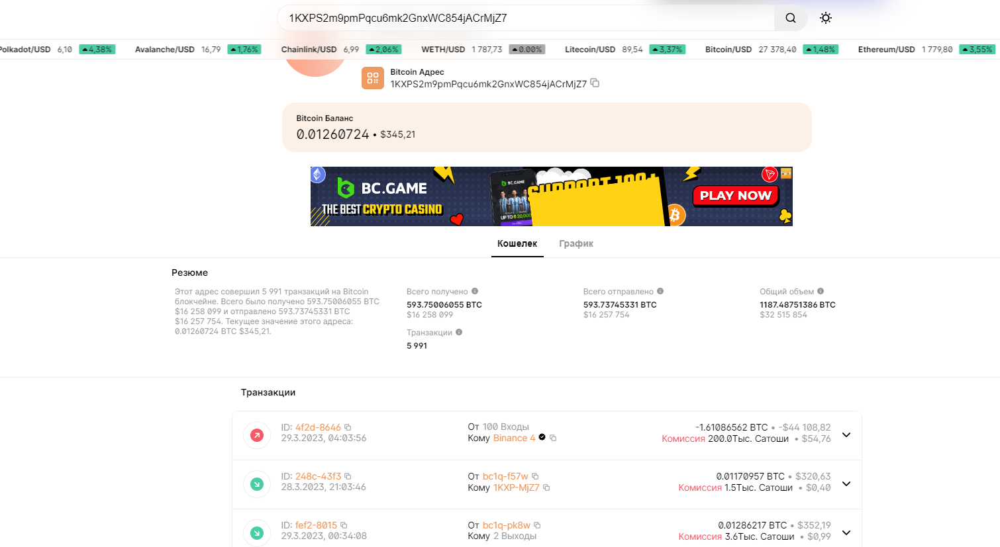 1KXPS2m9pmPqcu6mk2GnxWC854jACrMjZ7
Polkadot/USD 6,10 4,38% Avalanche/USD 16,79 1,76% Chainlink/USD 6,99 2,06% WETH/USD 1 787,73 0.00% Litecoin/USD 89,54 3,37% Bitcoin/USD 27 378,40 1,48% Ethereum/USD 1 779,80 3,55%
Bitcoin Адрес
1KXPS2m9pmPqcu6mk2GnxWC854jACrMjZ7
Bitcoin Баланс
0.01260724 • $345,21
BC.GAME
THE BEST CRYPTO CASINO
BC.GAME
UP TO ₿ 20,000
SUPPORT 100+
PLAY NOW
Кошелек График
Резюме
Этот адрес совершил 5 991 транзакций на Bitcoin
блокчейне. Всего было получено 593.75006055 BTC
$16 258 099 и отправлено 593.73745331 BTC
$16 257 754. Текущее значение этого адреса:
0.01260724 BTC $345,21.
Всего получено
593.75006055 BTC
$16 258 099
Всего отправлено
593.73745331 BTC
$16 257 754
Общий объем
1187.48751386 BTC
$32 515 854
Транзакции
5 991
Транзакции
ID: 4f2d-8646
29.3.2023, 04:03:56
От 100 Входы
Кому Binance 4
-1.61086562 BTC • -$44 108,82
Комиссия 200.0Тыс. Сатоши • $54,76
ID: 248c-43f3
28.3.2023, 21:03:46
От bc1q-f57w
Кому 1KXP-MjZ7
0.01170957 BTC • $320,63
Комиссия 1.5Тыс. Сатоши • $0,40
ID: fef2-8015
29.3.2023, 00:34:08
От bc1q-pk8w
Кому 2 Выходы
0.01286217 BTC • $352,19
Комиссия 3.6Тыс. Сатоши • $0,99